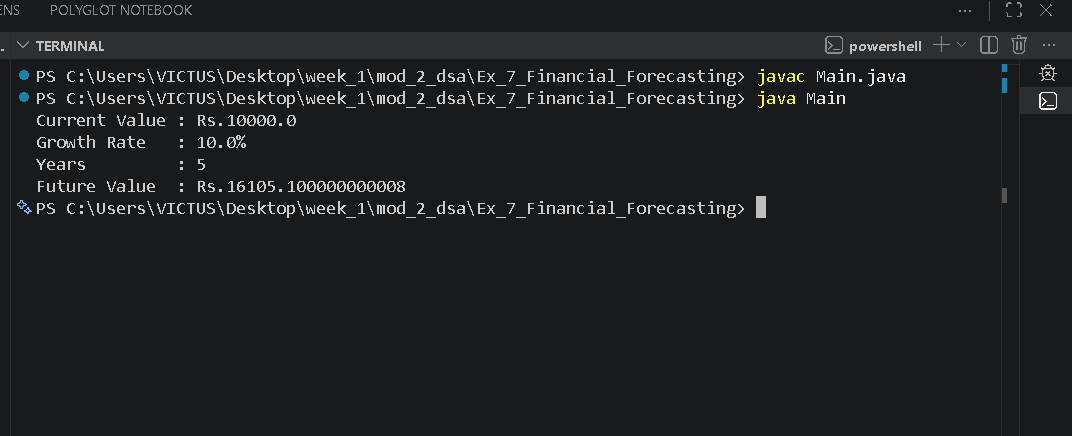 ENS POLYGLOT NOTEBOOK
TERMINAL powershell
PS C:\Users\VICTUS\Desktop\week_1\mod_2_dsa\Ex_7_Financial_Forecasting> javac Main.java
PS C:\Users\VICTUS\Desktop\week_1\mod_2_dsa\Ex_7_Financial_Forecasting> java Main
Current Value : Rs.10000.0
Growth Rate   : 10.0%
Years         : 5
Future Value  : Rs.16105.100000000008
PS C:\Users\VICTUS\Desktop\week_1\mod_2_dsa\Ex_7_Financial_Forecasting>